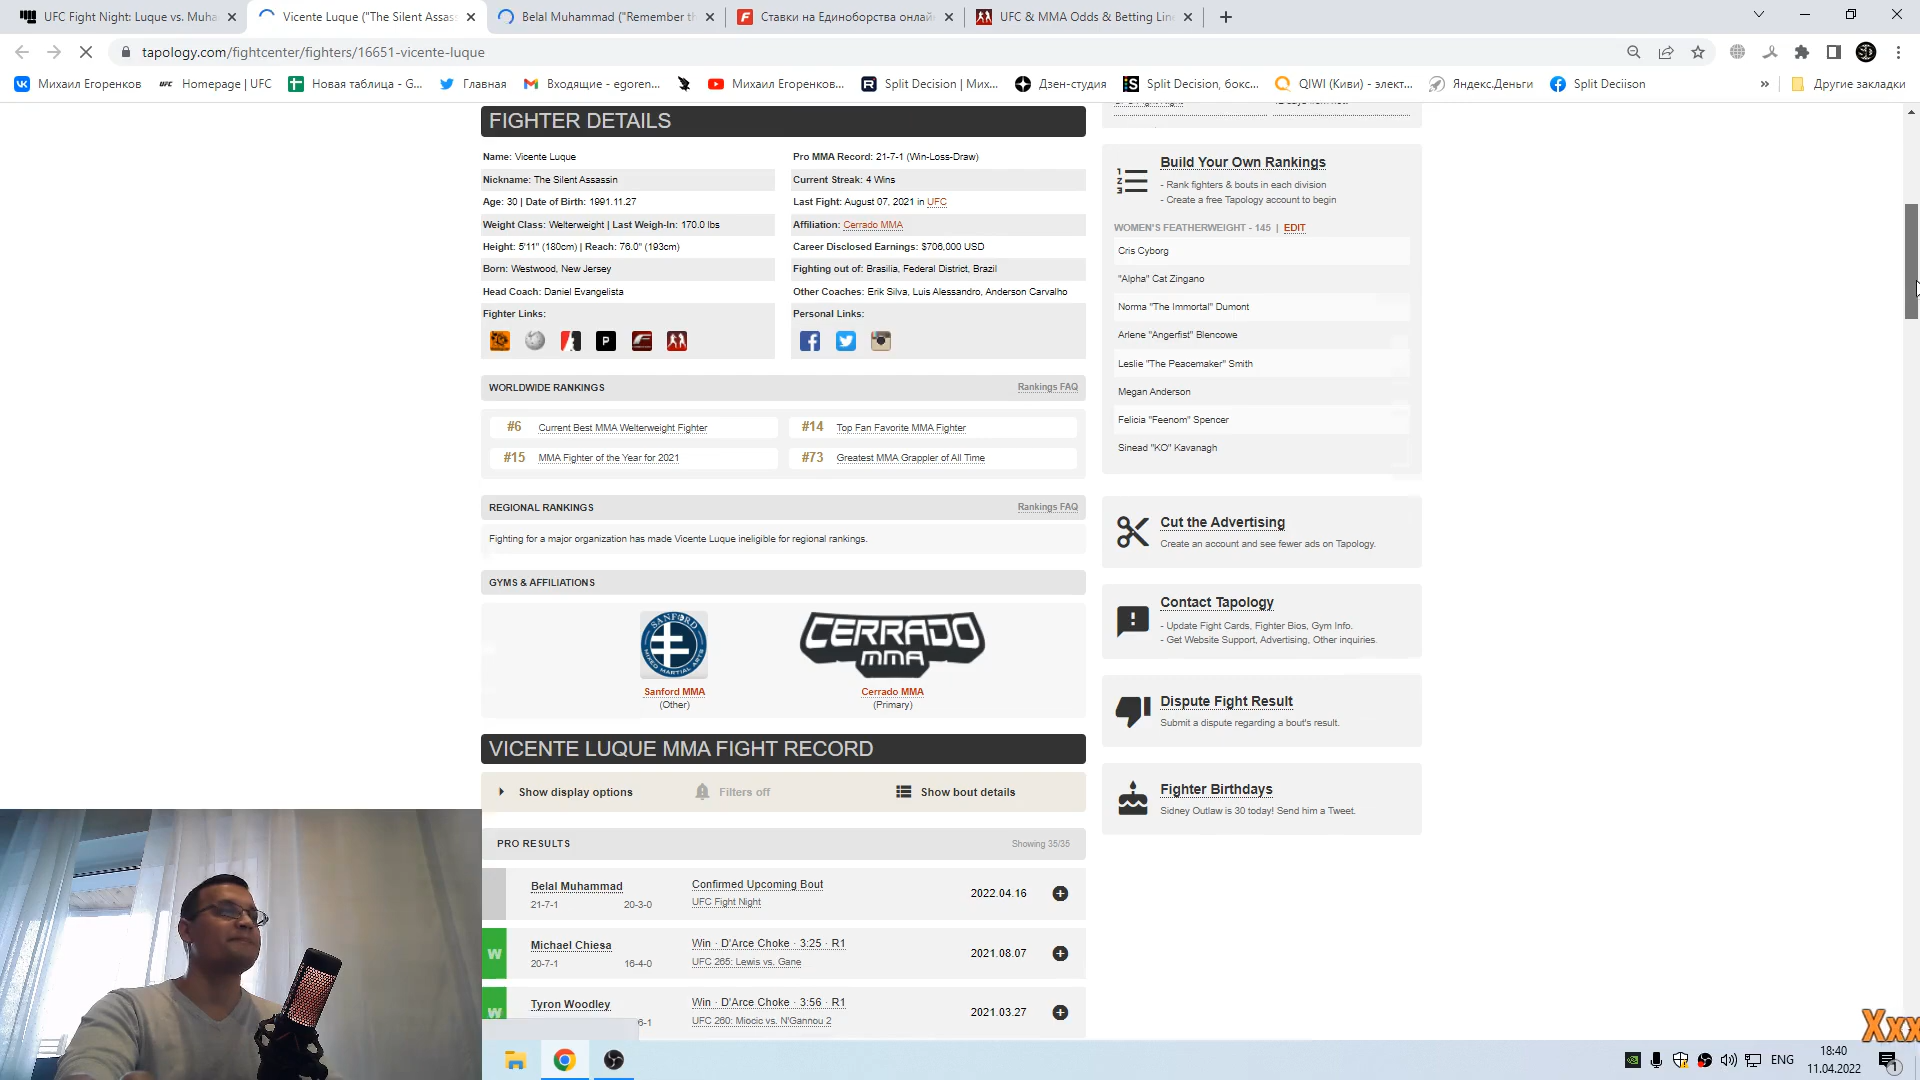 UFC Fight Night: Luque vs. Muha
Vicente Luque ("The Silent Assas
Belal Muhammad ("Remember th
Ставки на Единоборства онлай
UFC & MMA Odds & Betting Lin
tapology.com/fightcenter/fighters/16651-vicente-luque
Михаил Егоренков
Homepage | UFC
Новая таблица - G...
Главная
Входящие - egoren...
Михаил Егоренков...
Split Decision | Мих...
Дзен-студия
Split Decision, бокс...
QIWI (Киви) - элект...
Яндекс.Деньги
Split Deciison
»
Другие закладки
FIGHTER DETAILS
Name: Vicente Luque
Pro MMA Record: 21-7-1 (Win-Loss-Draw)
Nickname: The Silent Assassin
Current Streak: 4 Wins
Age: 30 | Date of Birth: 1991.11.27
Last Fight: August 07, 2021 in UFC
Weight Class: Welterweight | Last Weigh-In: 170.0 lbs
Affiliation: Cerrado MMA
Height: 5'11" (180cm) | Reach: 76.0" (193cm)
Career Disclosed Earnings: $706,000 USD
Born: Westwood, New Jersey
Fighting out of: Brasilia, Federal District, Brazil
Head Coach: Daniel Evangelista
Other Coaches: Erik Silva, Luis Alessandro, Anderson Carvalho
Fighter Links:
Personal Links:
WORLDWIDE RANKINGS
Rankings FAQ
#6 Current Best MMA Welterweight Fighter
#14 Top Fan Favorite MMA Fighter
#15 MMA Fighter of the Year for 2021
#73 Greatest MMA Grappler of All Time
REGIONAL RANKINGS
Rankings FAQ
Fighting for a major organization has made Vicente Luque ineligible for regional rankings.
GYMS & AFFILIATIONS
SANFORD
CERRADO
MMA
Sanford MMA
(Other)
Cerrado MMA
(Primary)
VICENTE LUQUE MMA FIGHT RECORD
Show display options
Filters off
Show bout details
PRO RESULTS
Showing 35/35
Belal Muhammad
Confirmed Upcoming Bout
21-7-1
20-3-0
UFC Fight Night
2022.04.16
W
Michael Chiesa
Win · D'Arce Choke · 3:25 · R1
20-7-1
16-4-0
UFC 265: Lewis vs. Gane
2021.08.07
W
Tyron Woodley
Win · D'Arce Choke · 3:56 · R1
6-1
UFC 260: Miocic vs. N'Gannou 2
2021.03.27
Build Your Own Rankings
- Rank fighters & bouts in each division
- Create a free Tapology account to begin
WOMEN'S FEATHERWEIGHT - 145 | EDIT
Cris Cyborg
"Alpha" Cat Zingano
Norma "The Immortal" Dumont
Arlene "Angerfist" Blencowe
Leslie "The Peacemaker" Smith
Megan Anderson
Felicia "Feenom" Spencer
Sinead "KO" Kavanagh
Cut the Advertising
Create an account and see fewer ads on Tapology.
Contact Tapology
- Update Fight Cards, Fighter Bios, Gym Info.
- Get Website Support, Advertising, Other inquiries.
Dispute Fight Result
Submit a dispute regarding a bout's result.
Fighter Birthdays
Sidney Outlaw is 30 today! Send him a Tweet.
Xxx
ENG
18:40
11.04.2022
1